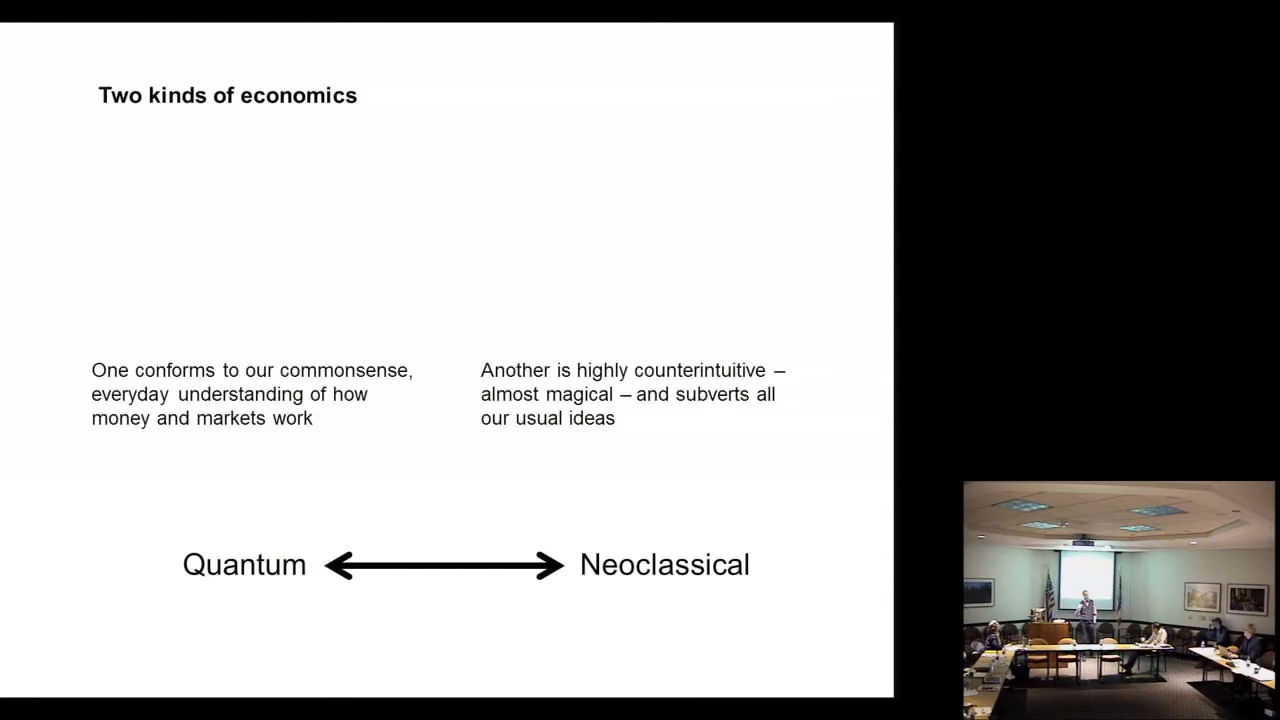 Two kinds of economics
One conforms to our commonsense,
everyday understanding of how
money and markets work
Another is highly counterintuitive –
almost magical – and subverts all
our usual ideas
Quantum
Neoclassical